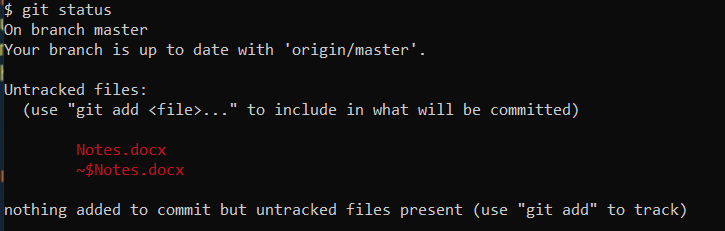 $ git status
On branch master
Your branch is up to date with 'origin/master'.
Untracked files:
(use "git add <file>..." to include in what will be committed)
Notes.docx
~$Notes.docx
nothing added to commit but untracked files present (use "git add" to track)